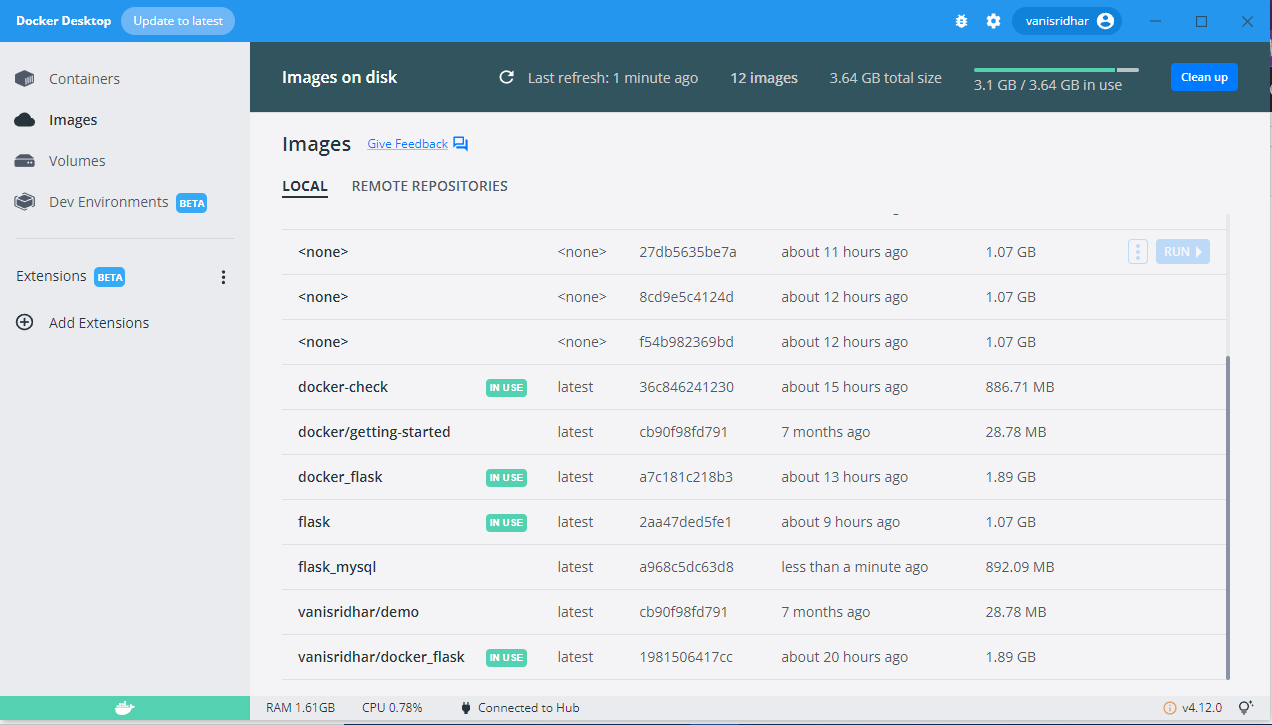 Docker Desktop Update to latest vanisridhar
Containers
Images
Volumes
Dev Environments BETA
Extensions BETA
Add Extensions
Images on disk Last refresh: 1 minute ago 12 images 3.64 GB total size 3.1 GB / 3.64 GB in use Clean up
Images Give Feedback
LOCAL REMOTE REPOSITORIES
<none> <none> 27db5635be7a about 11 hours ago 1.07 GB RUN
<none> <none> 8cd9e5c4124d about 12 hours ago 1.07 GB
<none> <none> f54b982369bd about 12 hours ago 1.07 GB
docker-check IN USE latest 36c846241230 about 15 hours ago 886.71 MB
docker/getting-started latest cb90f98fd791 7 months ago 28.78 MB
docker_flask IN USE latest a7c181c218b3 about 13 hours ago 1.89 GB
flask IN USE latest 2aa47ded5fe1 about 9 hours ago 1.07 GB
flask_mysql latest a968c5dc63d8 less than a minute ago 892.09 MB
vanisridhar/demo latest cb90f98fd791 7 months ago 28.78 MB
vanisridhar/docker_flask IN USE latest 1981506417cc about 20 hours ago 1.89 GB
RAM 1.61GB CPU 0.78% Connected to Hub v4.12.0